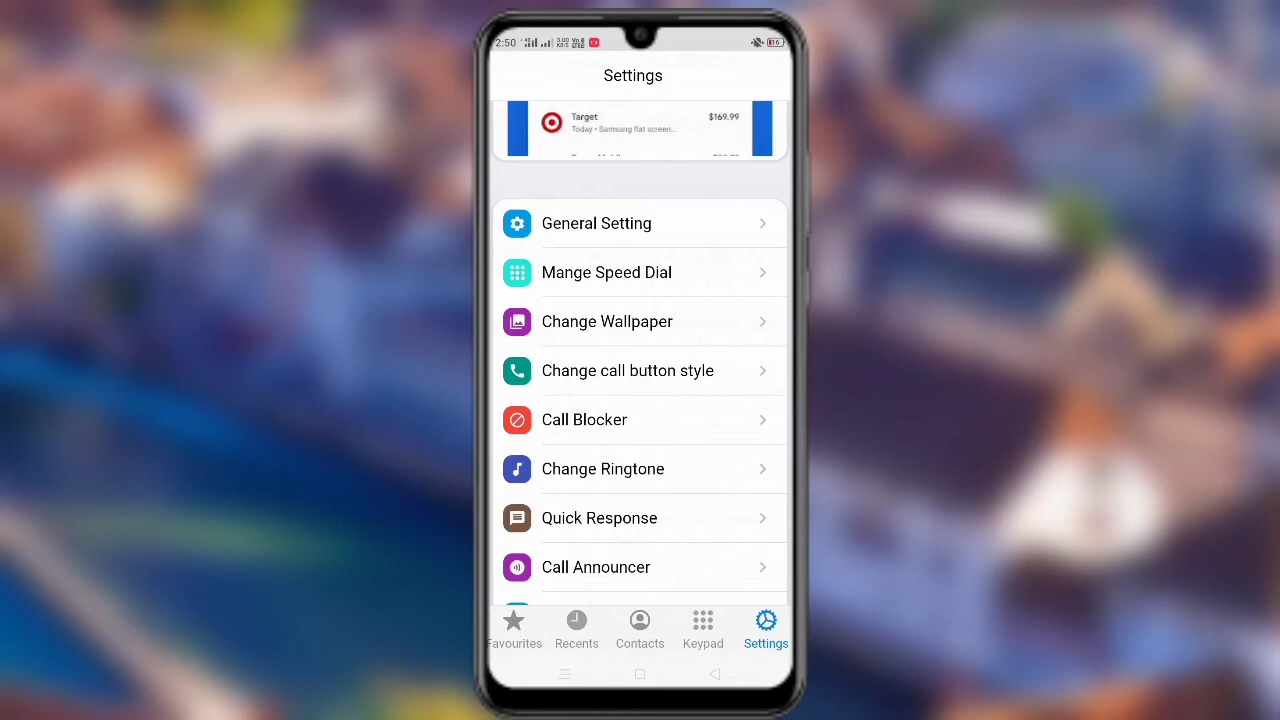 2:50
16
Settings
Target $169.99
Today • Samsung flat screen...
General Setting
Mange Speed Dial
Change Wallpaper
Change call button style
Call Blocker
Change Ringtone
Quick Response
Call Announcer
Favourites Recents Contacts Keypad Settings